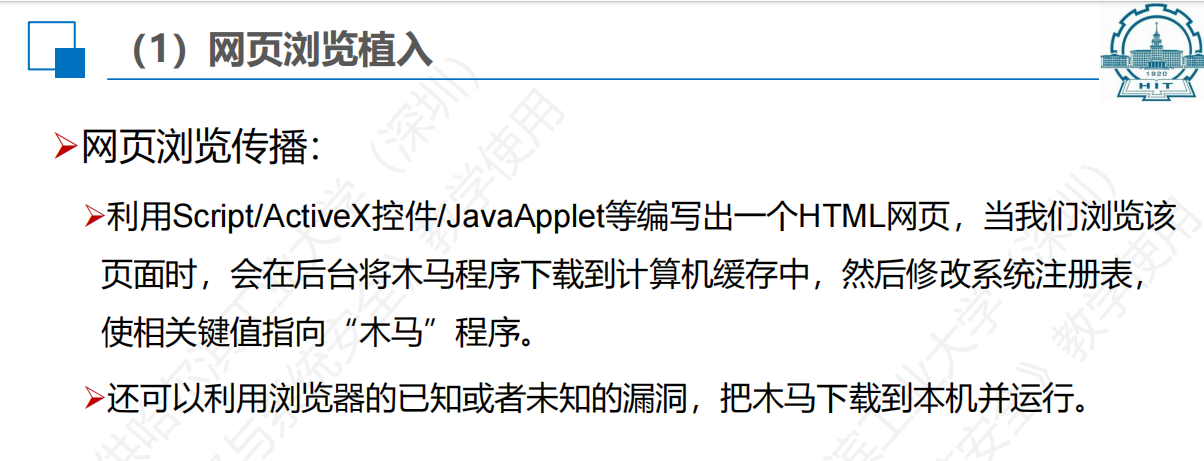 （1）网页浏览植入
1920
HIT
➢网页浏览传播：
➢利用Script/ActiveX控件/JavaApplet等编写出一个HTML网页，当我们浏览该
页面时，会在后台将木马程序下载到计算机缓存中，然后修改系统注册表，
使相关键值指向“木马”程序。
➢还可以利用浏览器的已知或者未知的漏洞，把木马下载到本机并运行。